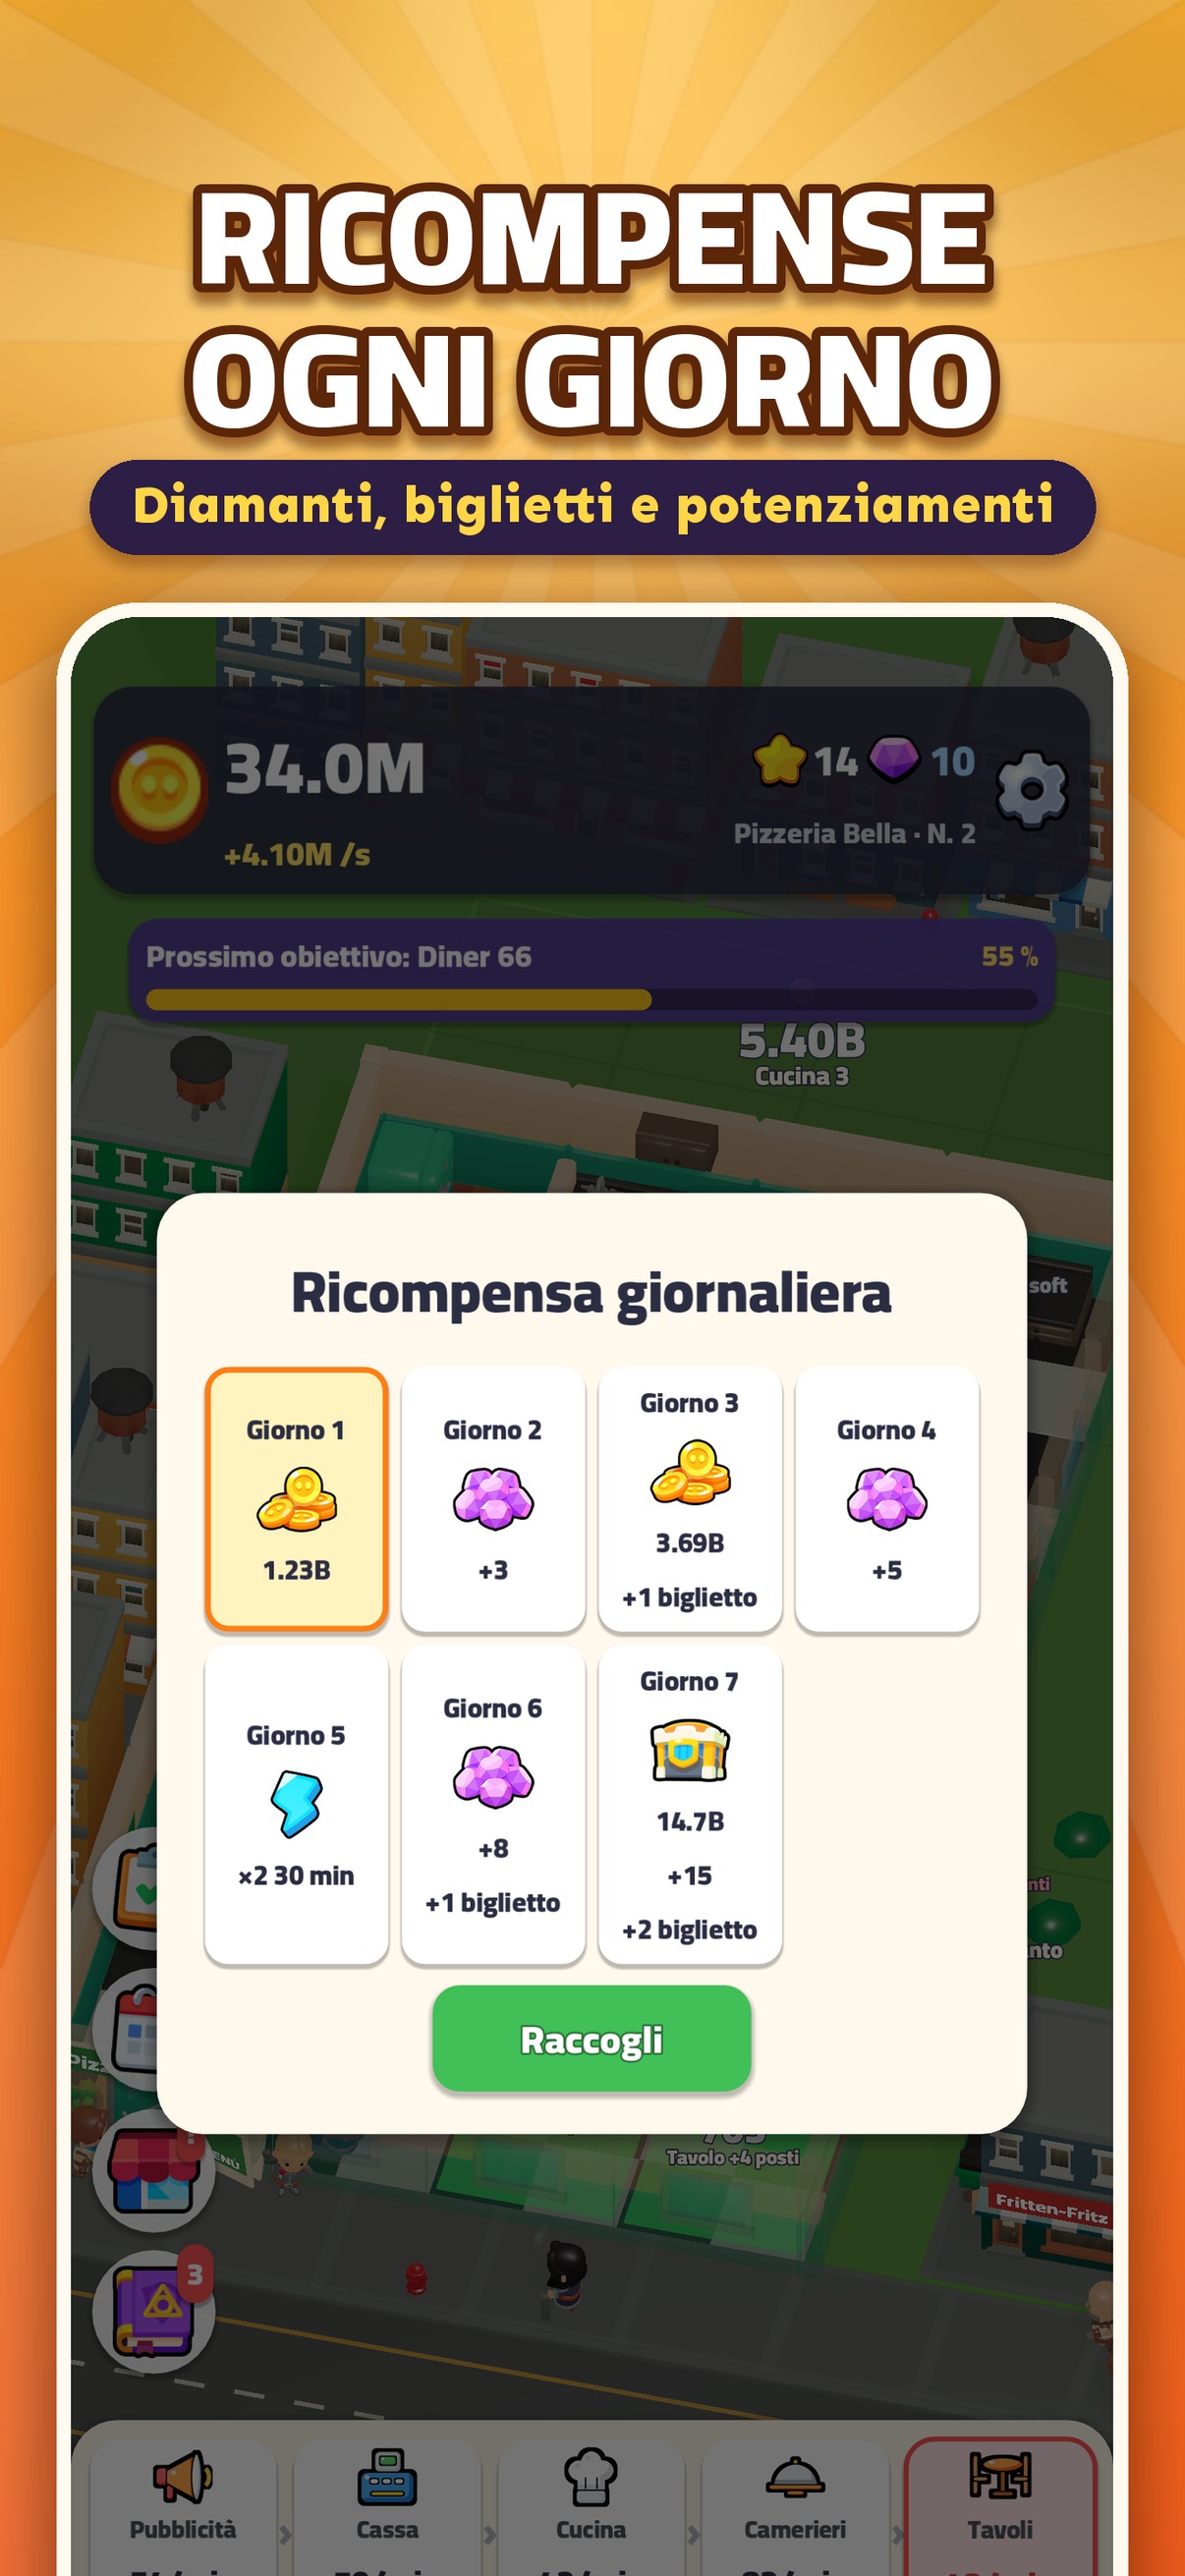 RICOMPENSE
OGNI GIORNO
Diamanti, biglietti e potenziamenti
34.0M
14
10
+4.10M /s
Pizzeria Bella · N. 2
Prossimo obiettivo: Diner 66
55 %
5.40B
Cucina 3
soft
Ricompensa giornaliera
Giorno 1
1.23B
Giorno 2
+3
Giorno 3
3.69B
+1 biglietto
Giorno 4
+5
Giorno 5
×2 30 min
Giorno 6
+8
+1 biglietto
Giorno 7
14.7B
+15
+2 biglietto
nti
nto
Raccogli
Tavolo +4 posti
Fritten-Fritz
3
Pubblicità
Cassa
Cucina
Camerieri
Tavoli